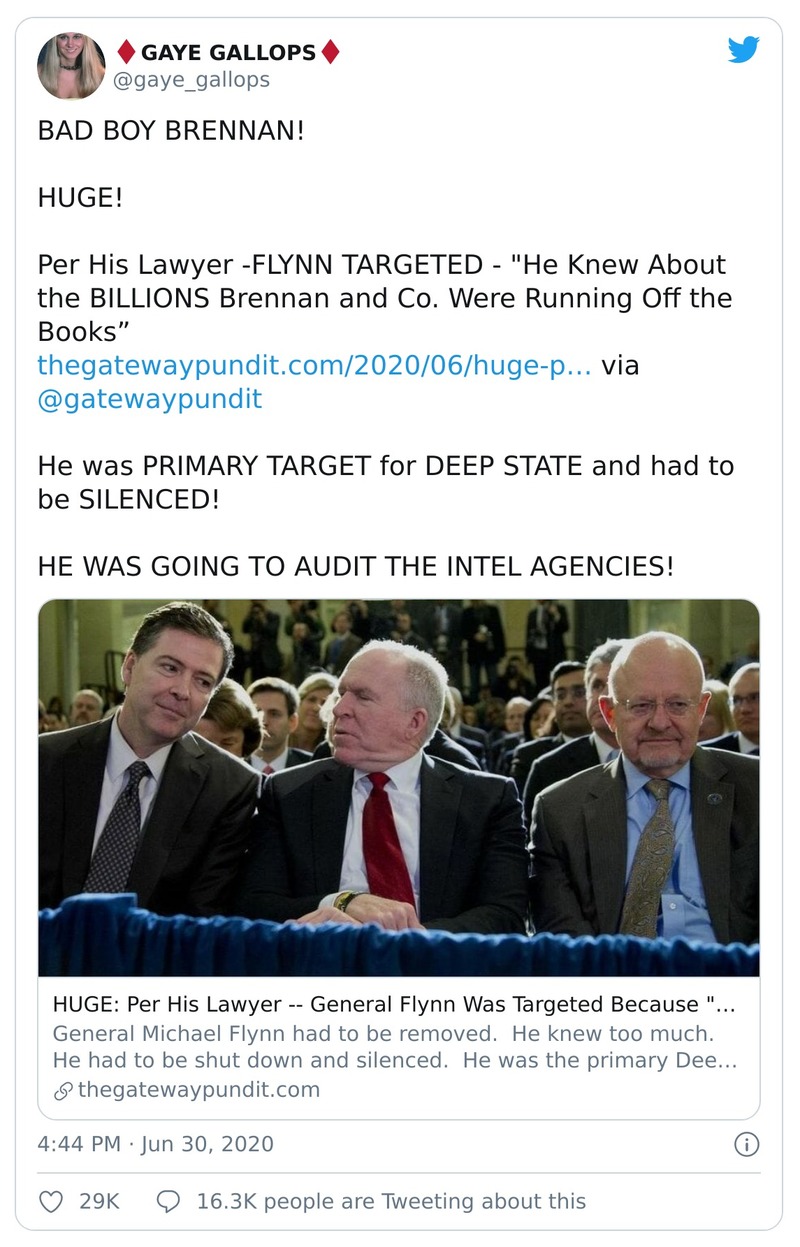 ♦GAYE GALLOPS♦
@gaye_gallops
BAD BOY BRENNAN!
HUGE!
Per His Lawyer -FLYNN TARGETED - "He Knew About
the BILLIONS Brennan and Co. Were Running Off the
Books”
thegatewaypundit.com/2020/06/huge-p… via
@gatewaypundit
He was PRIMARY TARGET for DEEP STATE and had to
be SILENCED!
HE WAS GOING TO AUDIT THE INTEL AGENCIES!
HUGE: Per His Lawyer -- General Flynn Was Targeted Because "...
General Michael Flynn had to be removed.  He knew too much.
He had to be shut down and silenced.  He was the primary Dee...
thegatewaypundit.com
4:44 PM · Jun 30, 2020
29K 16.3K people are Tweeting about this